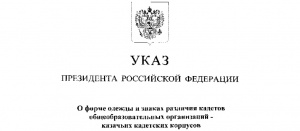 УКАЗ
ПРЕЗИДЕНТА РОССИЙСКОЙ ФЕДЕРАЦИИ
О форме одежды и знаках различия кадетов
общеобразовательных организаций -
казачьих кадетских корпусов